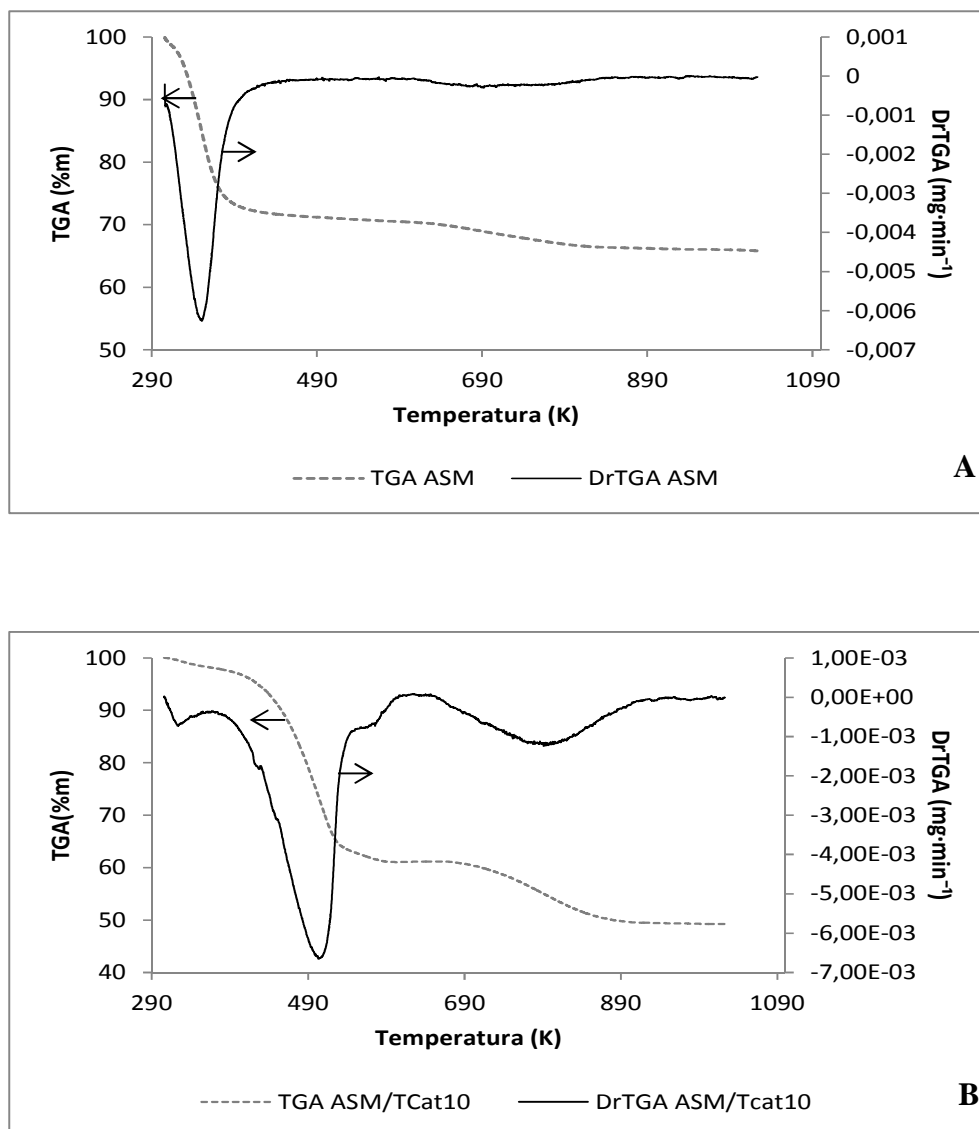 100
90
80
70
60
50
TGA (%m)
0,001
0
-0,001
-0,002
-0,003
-0,004
-0,005
-0,006
-0,007
DrTGA (mg·min⁻¹)
290 490 690 890 1090
Temperatura (K)
TGA ASM DrTGA ASM
A
100
90
80
70
60
50
40
TGA(%m)
1,00E-03
0,00E+00
-1,00E-03
-2,00E-03
-3,00E-03
-4,00E-03
-5,00E-03
-6,00E-03
-7,00E-03
DrTGA (mg·min⁻¹)
290 490 690 890 1090
Temperatura (K)
TGA ASM/TCat10 DrTGA ASM/Tcat10
B